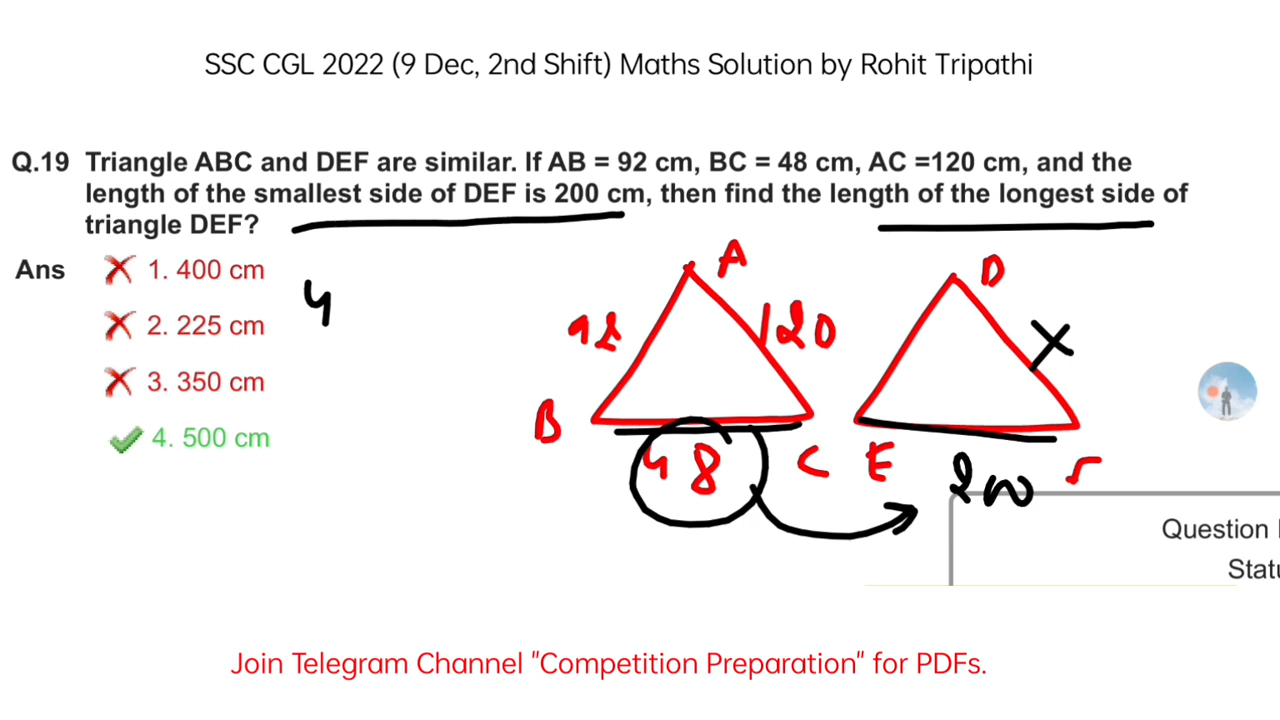 SSC CGL 2022 (9 Dec, 2nd Shift) Maths Solution by Rohit Tripathi
Q.19 Triangle ABC and DEF are similar. If AB = 92 cm, BC = 48 cm, AC =120 cm, and the
length of the smallest side of DEF is 200 cm, then find the length of the longest side of
triangle DEF?
Ans 1. 400 cm
2. 225 cm
3. 350 cm
4. 500 cm
4
A
92
120
B
48
C
D
x
E
200
F
Question
Statu
Join Telegram Channel "Competition Preparation" for PDFs.